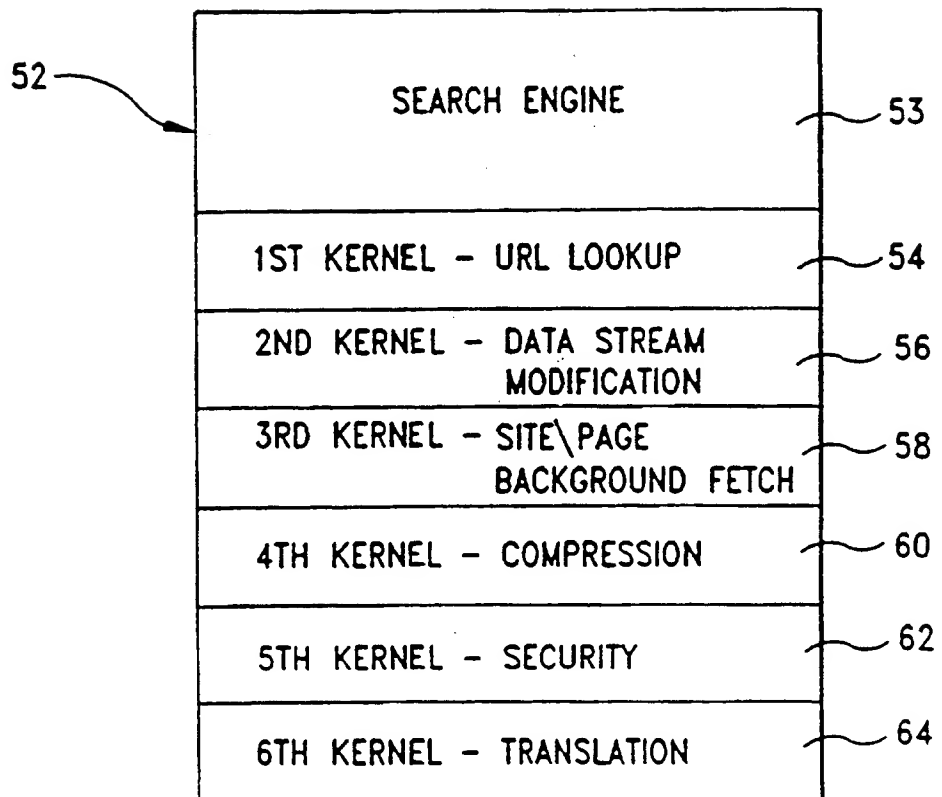 52
SEARCH ENGINE
53
1ST KERNEL - URL LOOKUP
54
2ND KERNEL - DATA STREAM
MODIFICATION
56
3RD KERNEL - SITE\PAGE
BACKGROUND FETCH
58
4TH KERNEL - COMPRESSION
60
5TH KERNEL - SECURITY
62
6TH KERNEL - TRANSLATION
64